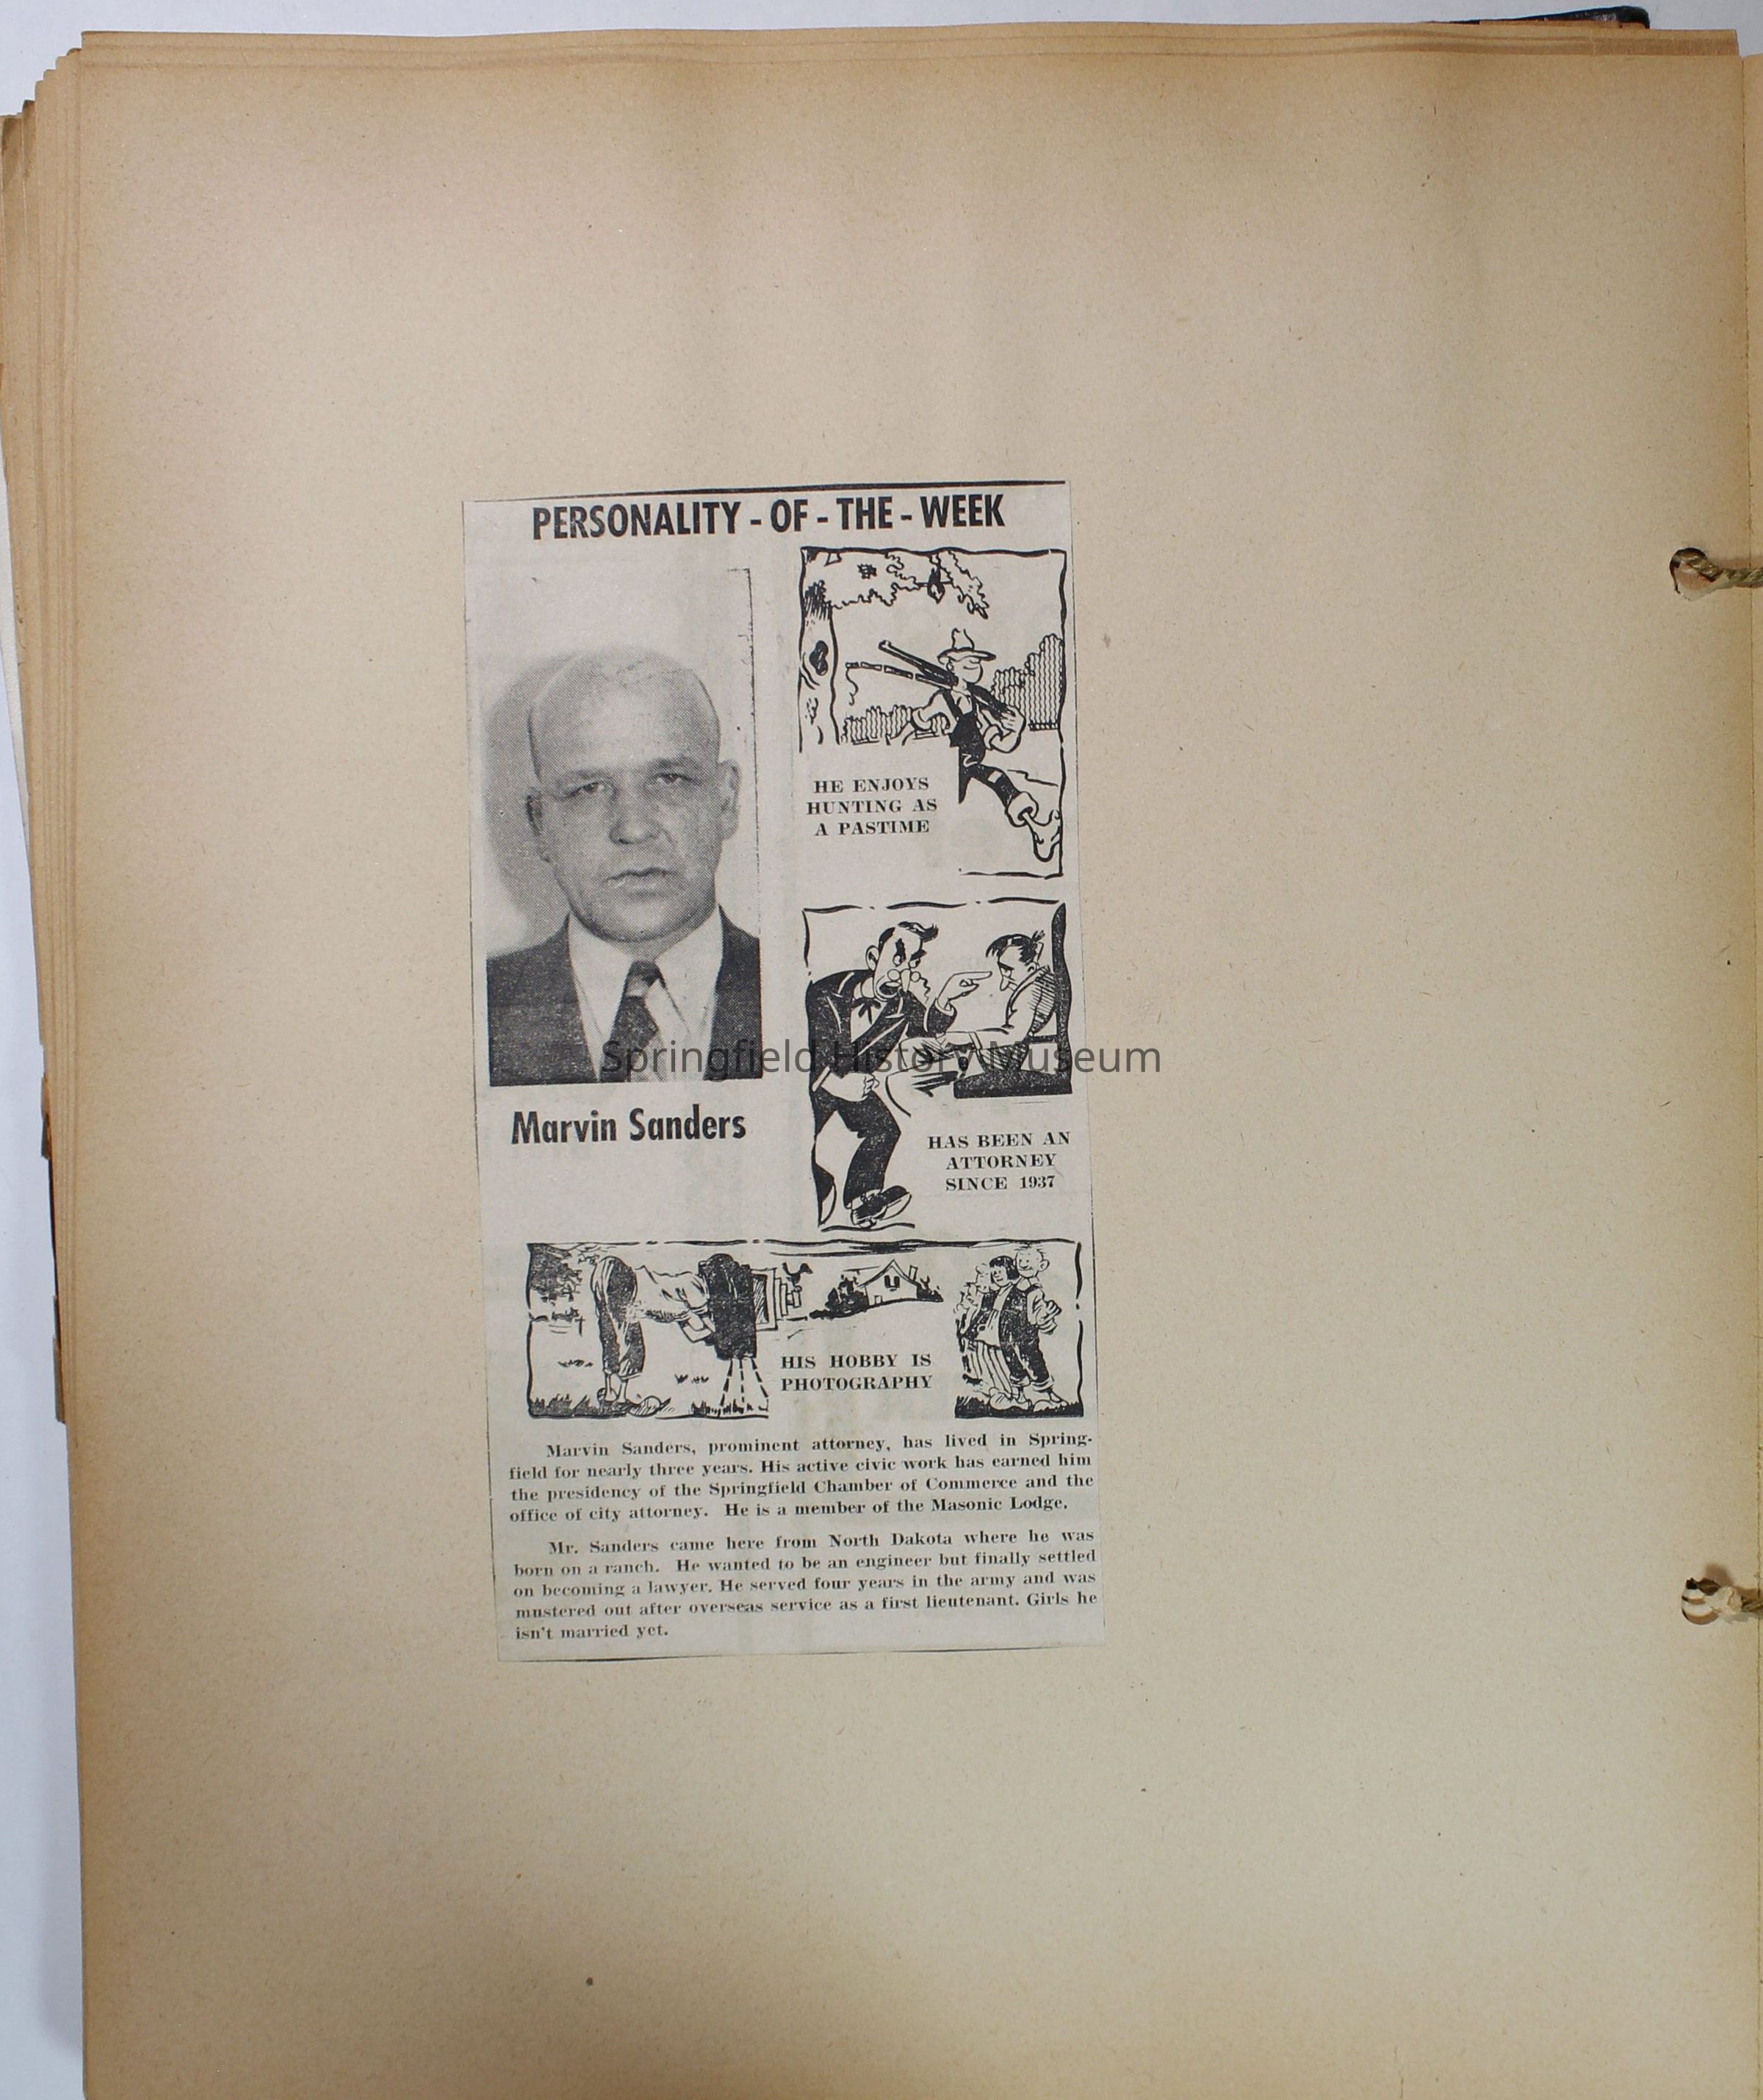 PERSONALITY - OF - THE - WEEK
HE ENJOYS
HUNTING AS
A PASTIME
Springfield History Museum
Marvin Sanders
HAS BEEN AN
ATTORNEY
SINCE 1937
HIS HOBBY IS
PHOTOGRAPHY
Marvin Sanders, prominent attorney, has lived in Spring-
field for nearly three years. His active civic work has earned him
the presidency of the Springfield Chamber of Commerce and the
office of city attorney. He is a member of the Masonic Lodge.
Mr. Sanders came here from North Dakota where he was
born on a ranch. He wanted to be an engineer but finally settled
on becoming a lawyer. He served four years in the army and was
mustered out after overseas service as a first lieutenant. Girls he
isn't married yet.